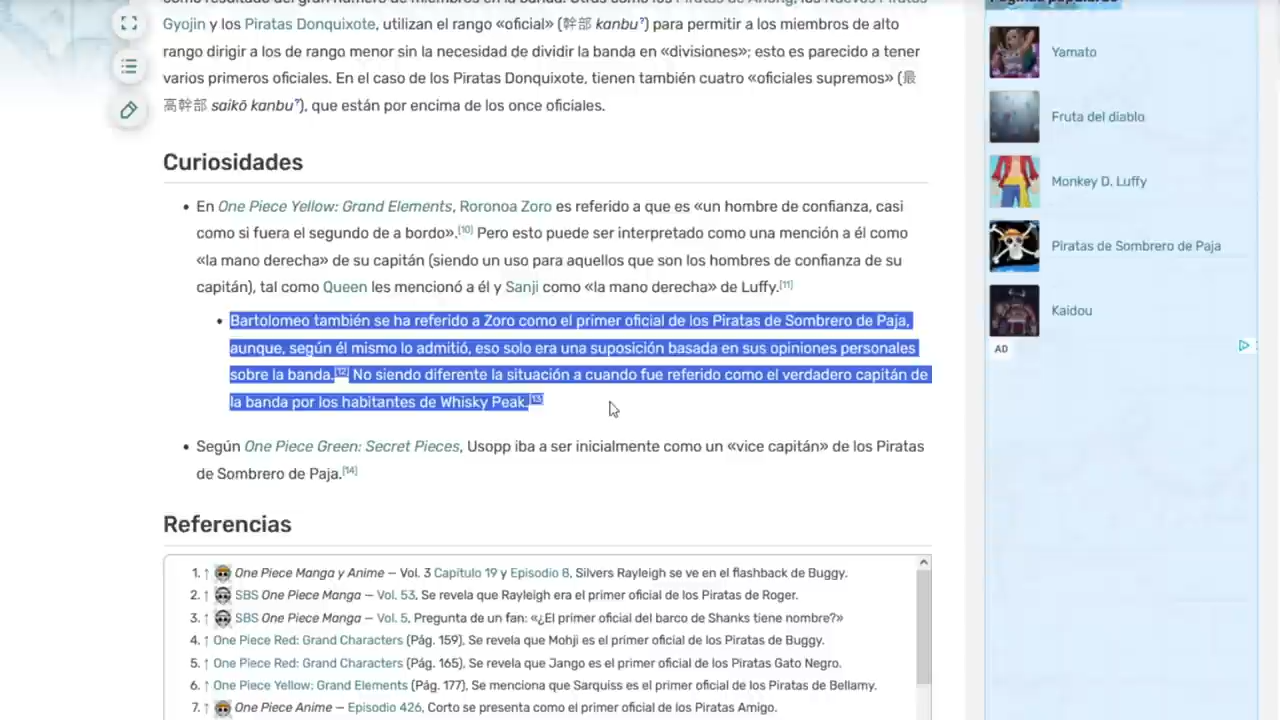 Gyojin y los Piratas Donquixote, utilizan el rango «oficial» (幹部 kanbu?) para permitir a los miembros de alto
rango dirigir a los de rango menor sin la necesidad de dividir la banda en «divisiones»; esto es parecido a tener
varios primeros oficiales. En el caso de los Piratas Donquixote, tienen también cuatro «oficiales supremos» (最
高幹部 saikō kanbu?), que están por encima de los once oficiales.
Curiosidades
• En One Piece Yellow: Grand Elements, Roronoa Zoro es referido a que es «un hombre de confianza, casi
como si fuera el segundo de a bordo».[10] Pero esto puede ser interpretado como una mención a él como
«la mano derecha» de su capitán (siendo un uso para aquellos que son los hombres de confianza de su
capitán), tal como Queen les mencionó a él y Sanji como «la mano derecha» de Luffy.[11]
• Bartolomeo también se ha referido a Zoro como el primer oficial de los Piratas de Sombrero de Paja,
aunque, según él mismo lo admitió, eso solo era una suposición basada en sus opiniones personales
sobre la banda.[12] No siendo diferente la situación a cuando fue referido como el verdadero capitán de
la banda por los habitantes de Whisky Peak.[13]
• Según One Piece Green: Secret Pieces, Usopp iba a ser inicialmente como un «vice capitán» de los Piratas
de Sombrero de Paja.[14]
Referencias
1. ↑ One Piece Manga y Anime — Vol. 3 Capítulo 19 y Episodio 8, Silvers Rayleigh se ve en el flashback de Buggy.
2. ↑ SBS One Piece Manga — Vol. 53, Se revela que Rayleigh era el primer oficial de los Piratas de Roger.
3. ↑ SBS One Piece Manga — Vol. 5, Pregunta de un fan: «¿El primer oficial del barco de Shanks tiene nombre?»
4. ↑ One Piece Red: Grand Characters (Pág. 159), Se revela que Mohji es el primer oficial de los Piratas de Buggy.
5. ↑ One Piece Red: Grand Characters (Pág. 165), Se revela que Jango es el primer oficial de los Piratas Gato Negro.
6. ↑ One Piece Yellow: Grand Elements (Pág. 177), Se menciona que Sarquiss es el primer oficial de los Piratas de Bellamy.
7. ↑ One Piece Anime — Episodio 426, Corto se presenta como el primer oficial de los Piratas Amigo.
Yamato
Fruta del diablo
Monkey D. Luffy
Piratas de Sombrero de Paja
Kaidou
AD